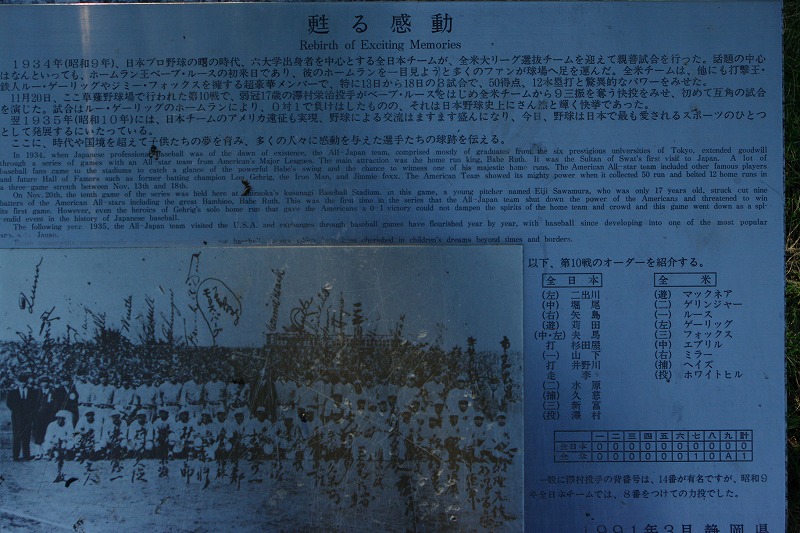 甦る感動
Rebirth of Exciting Memories
1934年(昭和9年)、日本プロ野球の曙の時代、六大学出身者を中心とする全日本チームが、全米大リーグ選抜チームを迎えて親善試合を行った。話題の中心
はなんといっても、ホームラン王ベーブ・ルースの初来日であり、彼のホームランを一目見ようと多くのファンが球場へ足を運んだ。全米チームは、他にも打撃王・
鉄人ルー・ゲーリッグやジミー・フォックスを擁する超豪華メンバーで、特に13日から18日の8試合で、50得点、12本塁打と驚異的なパワーをみせた。
11月20日、ここ草薙野球場で行われた第10戦で、弱冠17歳の澤村栄治投手がベーブ・ルースをはじめ全米チームから9三振を奪う快投をみせ、初めて互角の試合
を演じた。試合はルー・ゲーリッグのホームランにより、0対1で負けはしたものの、それは日本野球史上にさん然と輝く快挙であった。
翌1935年(昭和10年)には、日本チームのアメリカ遠征も実現、野球による交流はますます盛んになり、今日、野球は日本で最も愛されるスポーツのひとつ
として発展するにいたっている。
ここに、時代や国境を超えて子供たちの夢を育み、多くの人々に感動を与えた選手たちの球跡を伝える。
In 1934, when Japanese professional baseball was at the dawn of existence, the All-Japan team, comprised mostly of graduates from the six prestigious universities of Tokyo, extended goodwill
through a series of games with an All star team from American's Major Leagues. The main attraction was the home run king, Babe Ruth. It was the Sultan of Swat's first visit to Japan. A lot of
baseball fans came to the stadiums to catch a glance of the powerful Babe's swing and the chance to witness one of his majestic home runs. The American All-star team included other famous players
and future Hall of Famers such as former batting champion Lou Gehrig, the Iron Man, and Jimmie foxx. The American Team showed its mighty power when it collected 50 run and belted 12 home runs in
a three game stretch between Nov. 13th and 18th.
On Nov. 20th, the tenth game of the series was held here at Shizuoka's Kusanagi Baseball Stadium. In this game, a young pitcher named Eiji Sawamura, who was only 17 years old, struck out nine
batters of the American All-stars including the great Bambino, Babe Ruth. This was the first time in the series that the All-Japan team shut down the power of the Americans and threatened to win
its first game. However, even the heroics of Gehrig's solo home run that gave the Americans a 0-1 victory could not dampen the spirits of the home team and crowd and this game went down as a spl-
endid event in the history of Japanese baseball.
The following year 1935, the All-Japan team visited the U.S.A. and exchanges through baseball games have flourished year by year, with baseball since developing into one of the most popular
Japan
cherished in children's dreams beyond times and borders.
以下、第10戦のオーダーを紹介する。
全日本 全米
(左) 二出川 (遊) マックネア
(中) 堀尾 (二) ゲリンジャー
(右) 矢島 (一) ルース
(遊) 苅田 (左) ゲーリッグ
(中・左) 夫馬 (三) フォックス
打 杉田屋 (中) エブリル
(一) 山下 (右) ミラー
打 井野川 (捕) ヘイズ
走 李 (投) ホワイトヒル
(二) 水原
(捕) 久慈
(三) 新富
(投) 澤村
一二三四五六七八九計
全日本 0000000000
全米 00000010A1
一般に澤村投手の背番号は、14番が有名ですが、昭和9
年全日本チームでは、8番をつけての力投でした。
1991年3月 静岡県